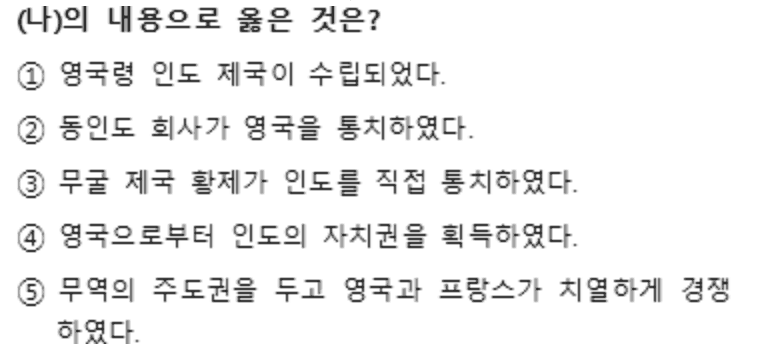 (나)의 내용으로 옳은 것은?
① 영국령 인도 제국이 수립되었다.
② 동인도 회사가 영국을 통치하였다.
③ 무굴 제국 황제가 인도를 직접 통치하였다.
④ 영국으로부터 인도의 자치권을 획득하였다.
⑤ 무역의 주도권을 두고 영국과 프랑스가 치열하게 경쟁
하였다.